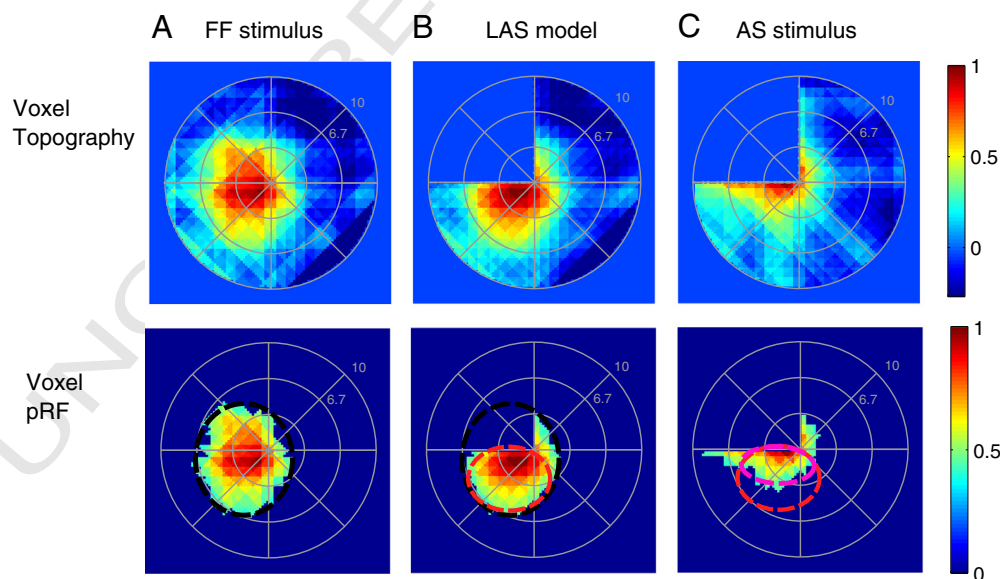 A FF stimulus B LAS model C AS stimulus
Voxel
Topography
10 6.7 10 6.7 10 6.7
1 0.5 0
Voxel
pRF
10 6.7 10 6.7 10 6.7
1 0.5 0